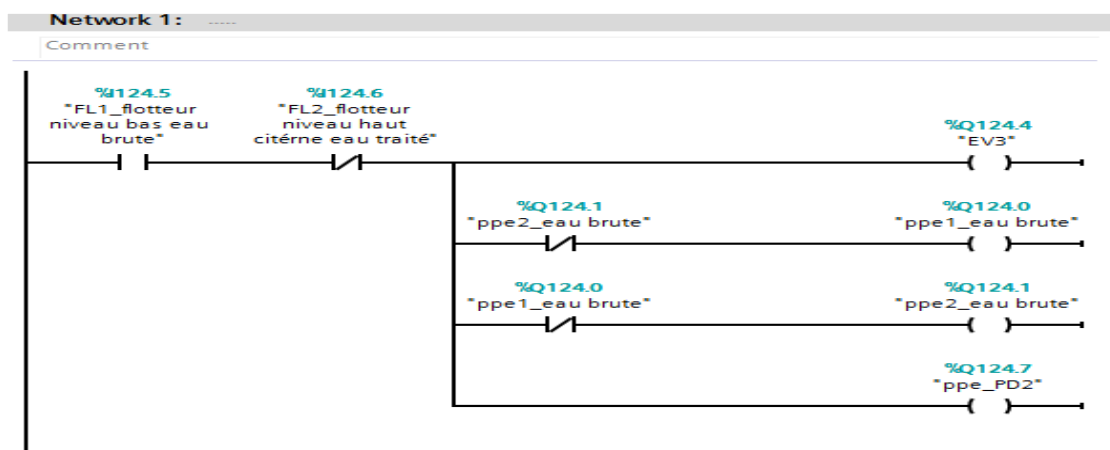 Network 1: .....
Comment
%I124.5
"FL1_flotteur
niveau bas eau
brute"
%I124.6
"FL2_flotteur
niveau haut
citérne eau traité"
%Q124.4
"EV3"
%Q124.1
"ppe2_eau brute"
%Q124.0
"ppe1_eau brute"
%Q124.0
"ppe1_eau brute"
%Q124.1
"ppe2_eau brute"
%Q124.7
"ppe_PD2"